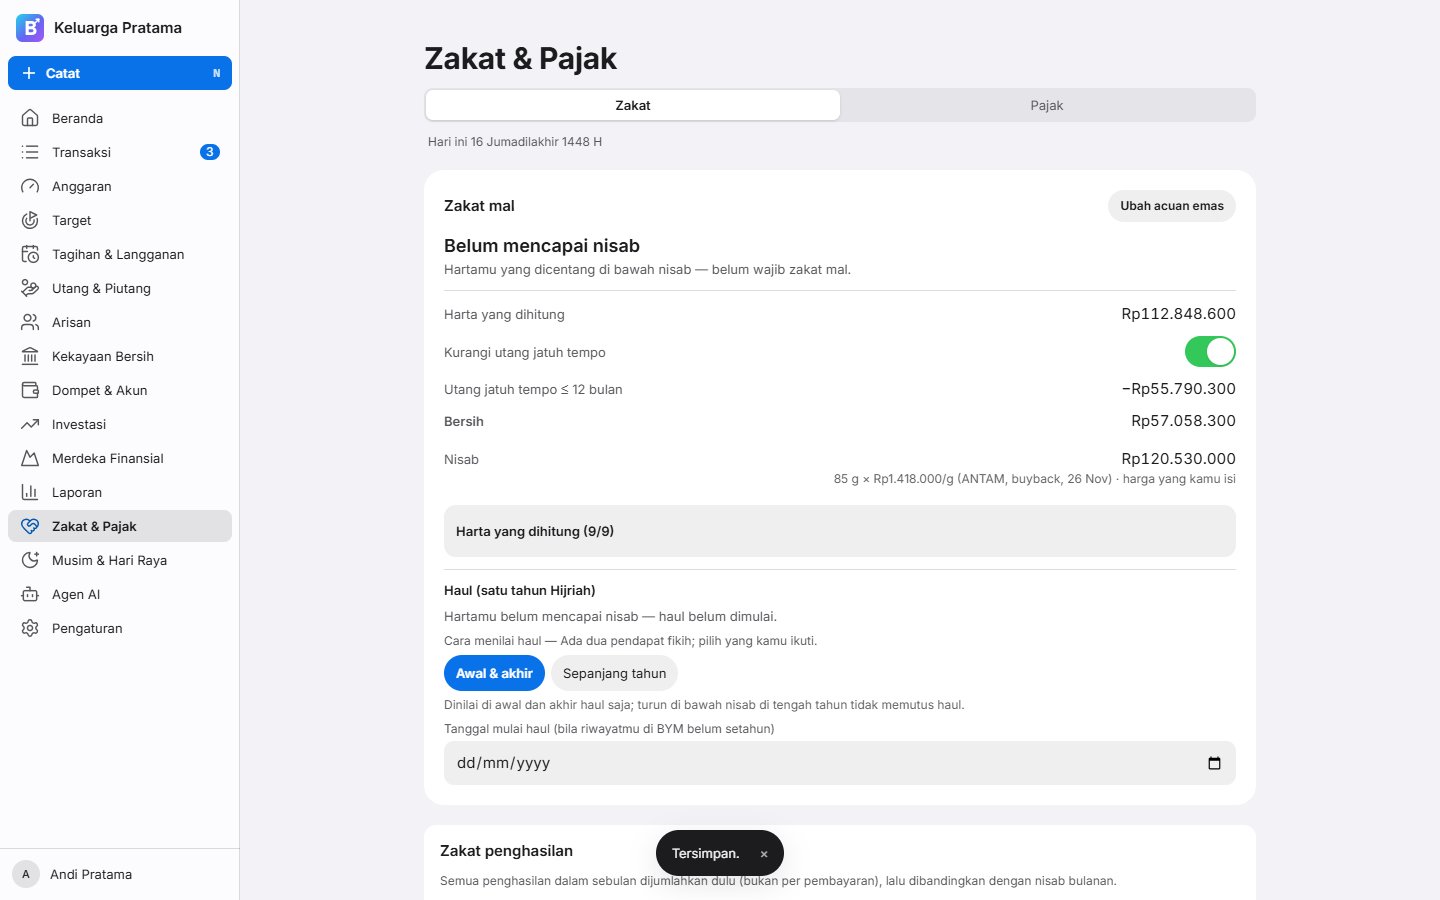 Keluarga Pratama
Catat N
Beranda
Transaksi 3
Anggaran
Target
Tagihan & Langganan
Utang & Piutang
Arisan
Kekayaan Bersih
Dompet & Akun
Investasi
Merdeka Finansial
Laporan
Zakat & Pajak
Musim & Hari Raya
Agen AI
Pengaturan
A Andi Pratama
Zakat & Pajak
Zakat Pajak
Hari ini 16 Jumadilakhir 1448 H
Zakat mal Ubah acuan emas
Belum mencapai nisab
Hartamu yang dicentang di bawah nisab — belum wajib zakat mal.
Harta yang dihitung Rp112.848.600
Kurangi utang jatuh tempo
Utang jatuh tempo ≤ 12 bulan −Rp55.790.300
Bersih Rp57.058.300
Nisab Rp120.530.000
85 g × Rp1.418.000/g (ANTAM, buyback, 26 Nov) · harga yang kamu isi
Harta yang dihitung (9/9)
Haul (satu tahun Hijriah)
Hartamu belum mencapai nisab — haul belum dimulai.
Cara menilai haul — Ada dua pendapat fikih; pilih yang kamu ikuti.
Awal & akhir Sepanjang tahun
Dinilai di awal dan akhir haul saja; turun di bawah nisab di tengah tahun tidak memutus haul.
Tanggal mulai haul (bila riwayatmu di BYM belum setahun)
dd/mm/yyyy
Zakat penghasilan
Tersimpan. ×
Semua penghasilan dalam sebulan dijumlahkan dulu (bukan per pembayaran), lalu dibandingkan dengan nisab bulanan.